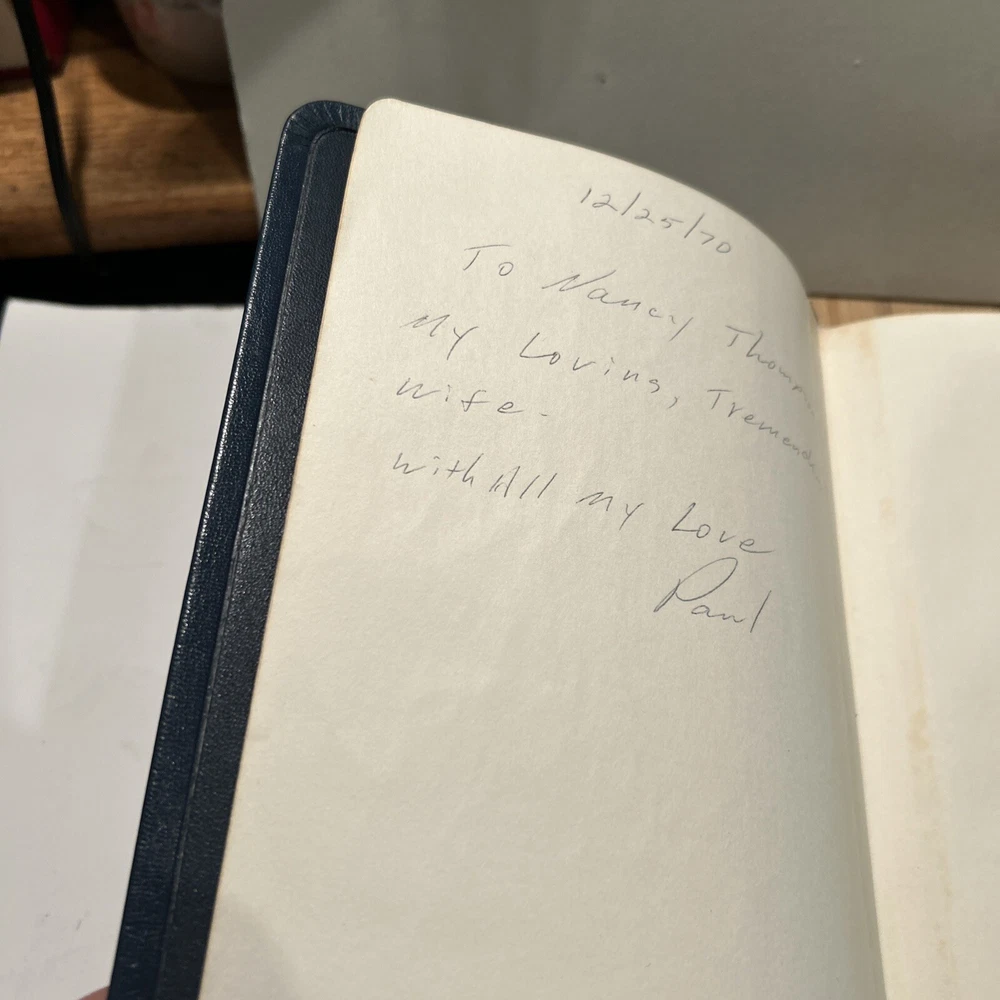 12/25/70
To Nancy
My Loving,
Wife-
With All My Love
Paul